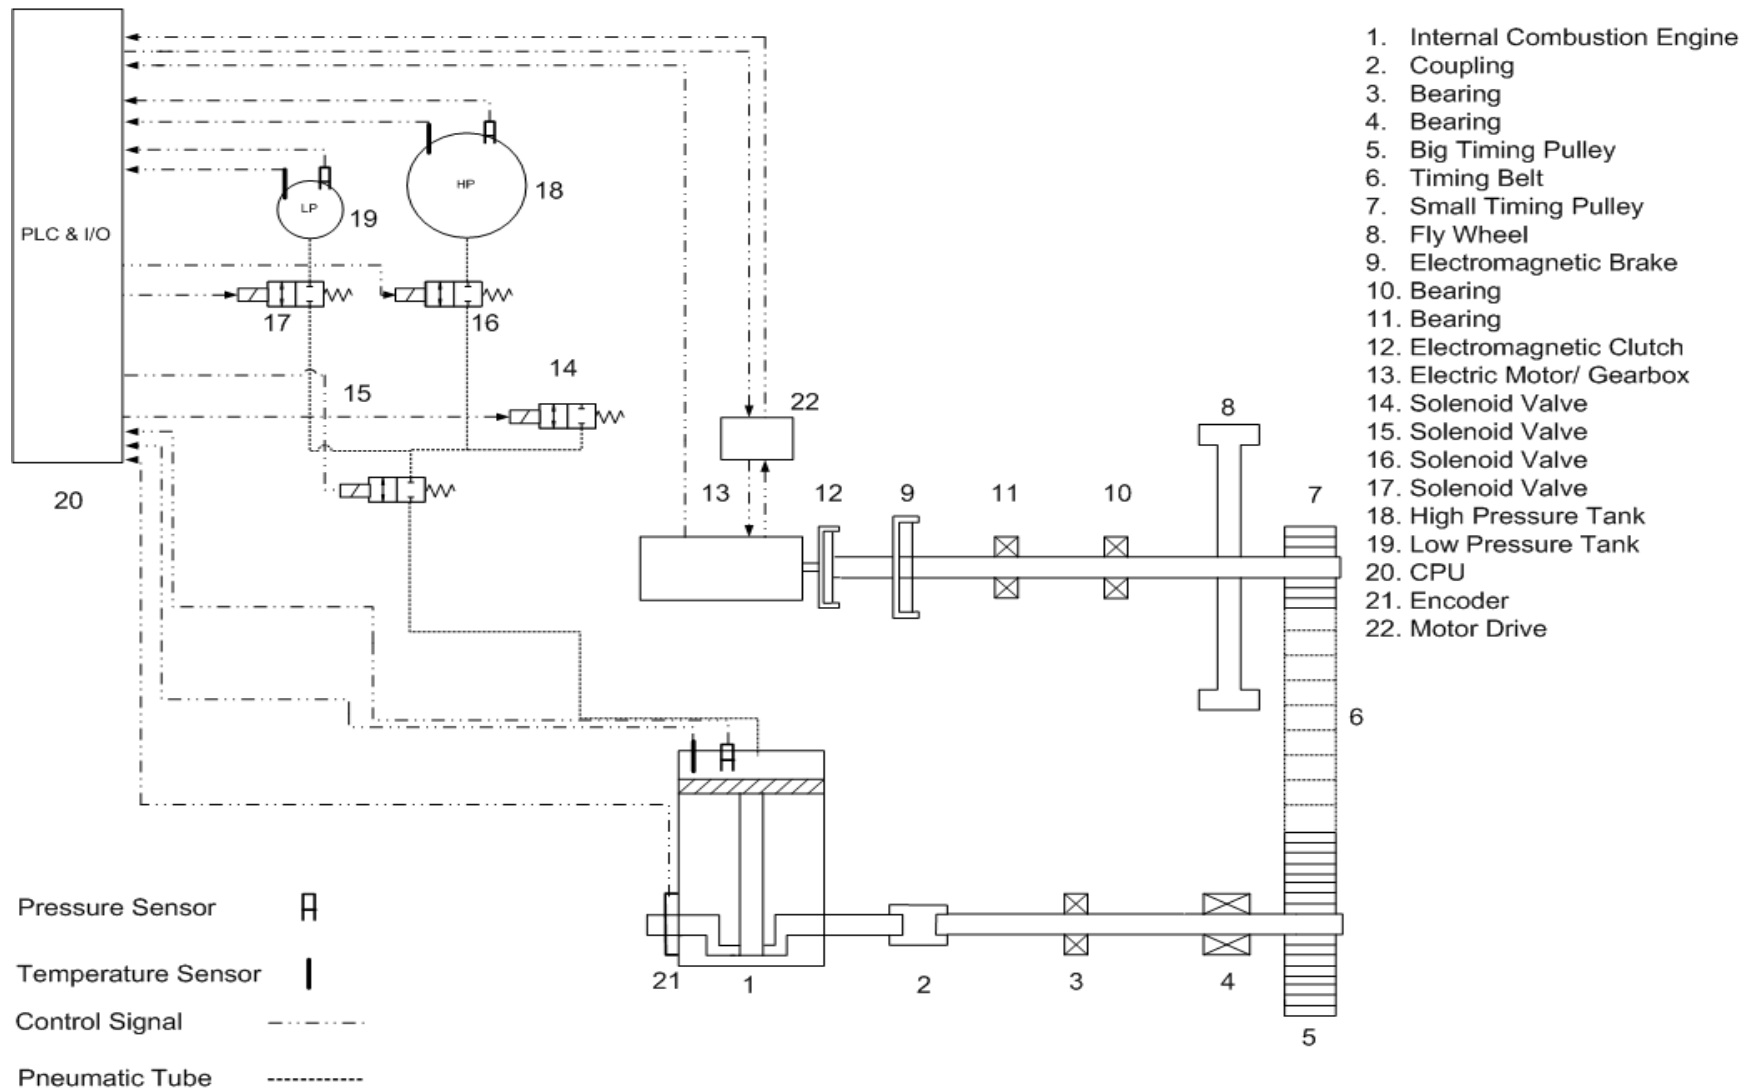 PLC & I/O
20
LP
19
HP
18
17
16
15
14
22
13
12
9
11
10
8
7
6
21
1
2
3
4
5
Pressure Sensor
Temperature Sensor
Control Signal
Pneumatic Tube
1. Internal Combustion Engine
2. Coupling
3. Bearing
4. Bearing
5. Big Timing Pulley
6. Timing Belt
7. Small Timing Pulley
8. Fly Wheel
9. Electromagnetic Brake
10. Bearing
11. Bearing
12. Electromagnetic Clutch
13. Electric Motor/ Gearbox
14. Solenoid Valve
15. Solenoid Valve
16. Solenoid Valve
17. Solenoid Valve
18. High Pressure Tank
19. Low Pressure Tank
20. CPU
21. Encoder
22. Motor Drive